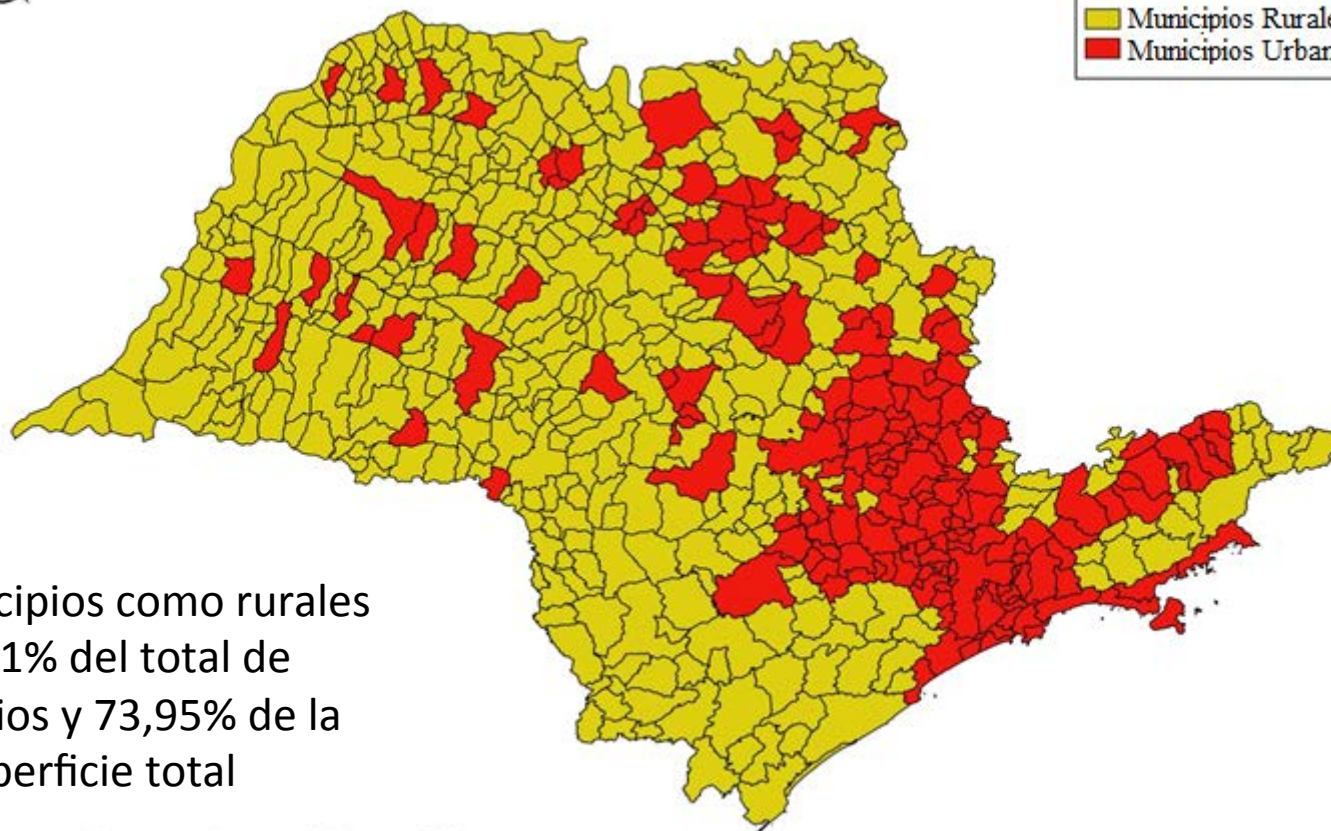 Municipios Rurale
Municipios Urban
cipios como rurales
1% del total de
ios y 73,95% de la
perficie total